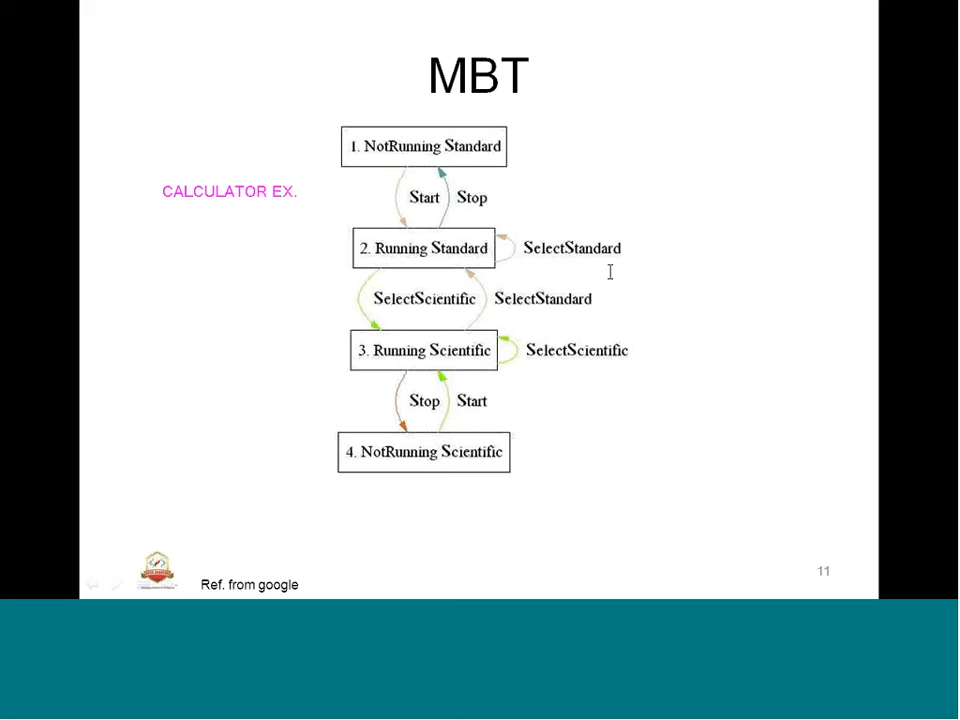 MBT
1. NotRunning Standard
CALCULATOR EX.
Start Stop
2. Running Standard
SelectStandard
SelectScientific SelectStandard
3. Running Scientific
SelectScientific
Stop Start
4. NotRunning Scientific
Ref. from google
11